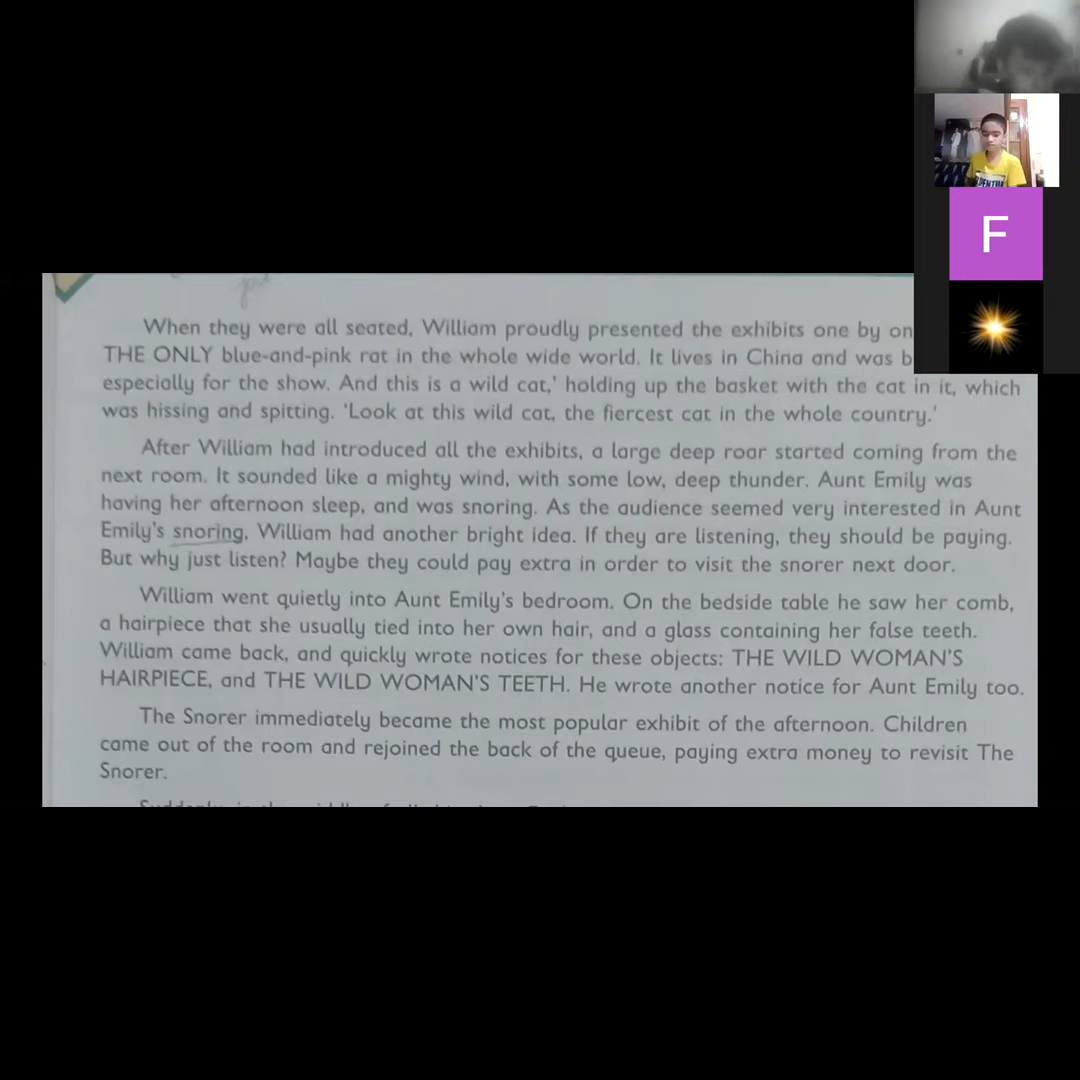 When they were all seated, William proudly presented the exhibits one by
THE ONLY blue-and-pink rat in the whole wide world. It lives in China and was
especially for the show. And this is a wild cat,' holding up the basket with the cat in it, which
was hissing and spitting. 'Look at this wild cat, the fiercest cat in the whole country.'
After William had introduced all the exhibits, a large deep roar started coming from the
next room. It sounded like a mighty wind, with some low, deep thunder. Aunt Emily was
having her afternoon sleep, and was snoring. As the audience seemed very interested in Aunt
Emily's snoring, William had another bright idea. If they are listening, they should be paying.
But why just listen? Maybe they could pay extra in order to visit the snorer next door.
William went quietly into Aunt Emily's bedroom. On the bedside table he saw her comb,
a hairpiece that she usually tied into her own hair, and a glass containing her false teeth.
William came back, and quickly wrote notices for these objects: THE WILD WOMAN'S
HAIRPIECE, and THE WILD WOMAN'S TEETH. He wrote another notice for Aunt Emily too.
The Snorer immediately became the most popular exhibit of the afternoon. Children
came out of the room and rejoined the back of the queue, paying extra money to revisit The
Snorer.
F